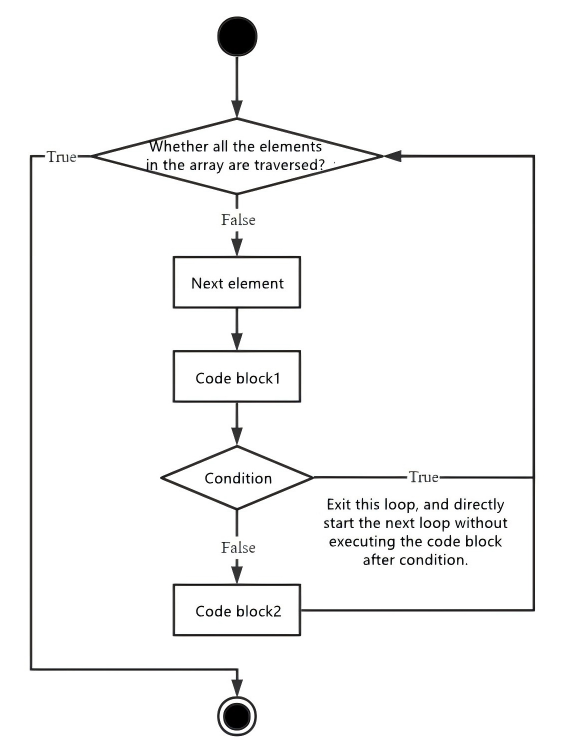 Whether all the elements
in the array are traversed?
True
False
Next element
Code block1
Condition
True
Exit this loop, and directly
start the next loop without
executing the code block
after condition.
False
Code block2